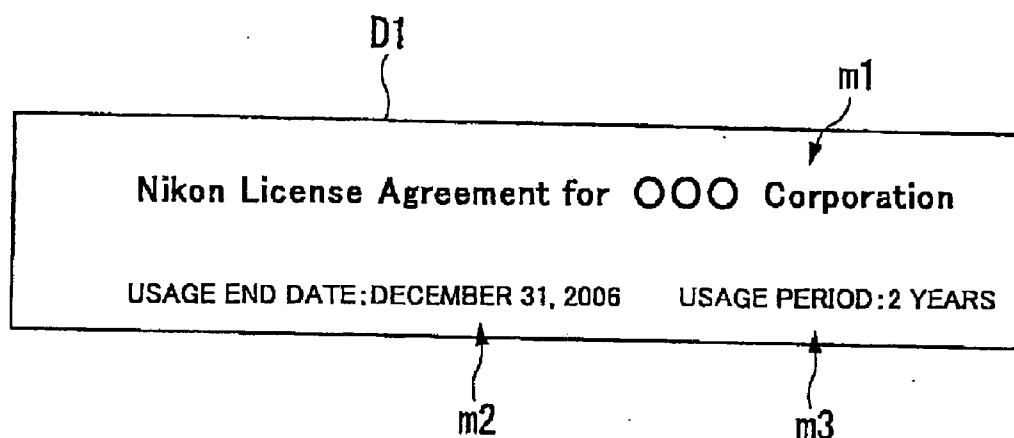 D1
m1
Nikon License Agreement for ○○○ Corporation
USAGE END DATE:DECEMBER 31, 2006 USAGE PERIOD:2 YEARS
m2 m3